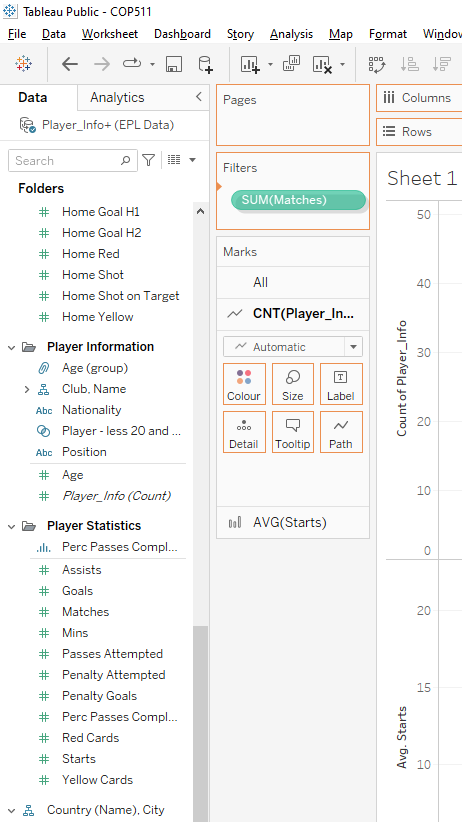 Tableau Public - COP511
File Data Worksheet Dashboard Story Analysis Map Format Windo
Data Analytics
Player_Info+ (EPL Data)
Search
Folders
Home Goal H1
Home Goal H2
Home Red
Home Shot
Home Shot on Target
Home Yellow
Player Information
Age (group)
Club, Name
Abc Nationality
Player - less 20 and ...
Abc Position
Age
Player_Info (Count)
Player Statistics
Perc Passes Compl...
Assists
Goals
Matches
Mins
Passes Attempted
Penalty Attempted
Penalty Goals
Perc Passes Compl...
Red Cards
Starts
Yellow Cards
Country (Name), City
Pages
Filters
SUM(Matches)
Marks
All
CNT(Player_In...
Automatic
Colour Size Label
Detail Tooltip Path
AVG(Starts)
Columns
Rows
Sheet 1
50
40
30
20
10
0
Count of Player_Info
20
15
10
Avg. Starts